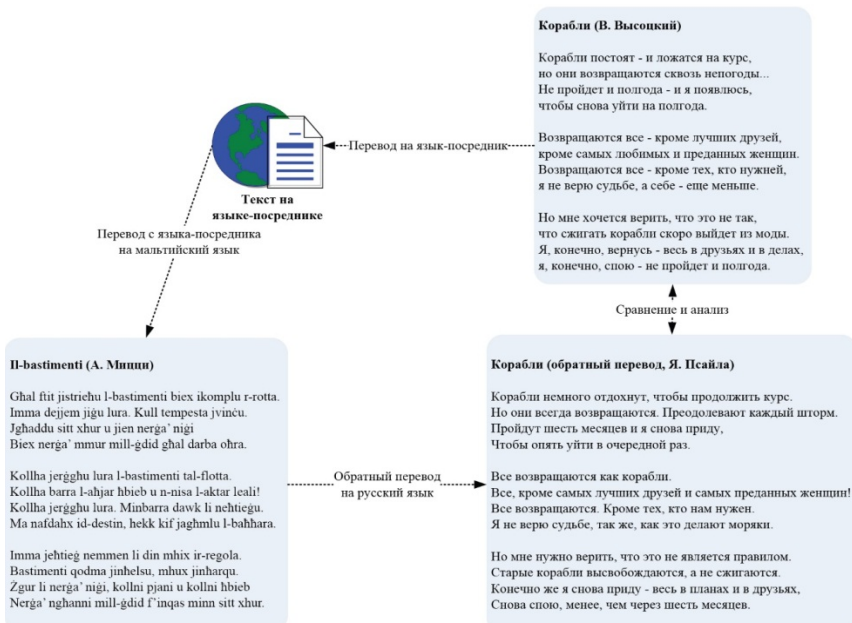 Корабли (В. Высоцкий)
Корабли постоят - и ложатся на курс,
но они возвращаются сквозь непогоды...
Не пройдет и полгода - и я появлюсь,
чтобы снова уйти на полгода.
Возвращаются все - кроме лучших друзей,
кроме самых любимых и преданных женщин.
Возвращаются все - кроме тех, кто нужней,
я не верю судьбе, а себе - еще меньше.
Но мне хочется верить, что это не так,
что сжигать корабли скоро выйдет из моды.
Я, конечно, вернусь - весь в друзьях и в делах,
я, конечно, спою - не пройдет и полгода.
Перевод на язык-посредник
Текст на
языке-посреднике
Перевод с языка-посредника
на мальтийский язык
Сравнение и анализ
Il-bastimenti (А. Мицци)
Għal ftit jistrieħu l-bastimenti biex ikomplu r-rotta.
Imma dejjem jiġu lura. Kull tempesta jvinċu.
Jgħaddu sitt xhur u jien nerġa’ niġi
Biex nerġa’ mmur mill-ġdid għal darba oħra.
Kollha jerġgħu lura l-bastimenti tal-flotta.
Kollha barra l-aħjar ħbieb u n-nisa l-aktar leali!
Kollha jerġgħu lura. Minbarra dawk li neħtieġu.
Ma nafdahx id-destin, hekk kif jagħmlu l-baħħara.
Imma jeħtieġ nemmen li din mhix ir-regola.
Bastimenti qodma jinħelsu, mhux jinħarqu.
Żgur li nerġa’ niġi, kollni pjani u kollni ħbieb
Nerġa’ ngħanni mill-ġdid f’inqas minn sitt xhur.
Обратный перевод
на русский язык
Корабли (обратный перевод, Я. Псайла)
Корабли немного отдохнут, чтобы продолжить курс.
Но они всегда возвращаются. Преодолевают каждый шторм.
Пройдут шесть месяцев и я снова приду,
Чтобы опять уйти в очередной раз.
Все возвращаются как корабли.
Все, кроме самых лучших друзей и самых преданных женщин!
Все возвращаются. Кроме тех, кто нам нужен.
Я не верю судьбе, так же, как это делают моряки.
Но мне нужно верить, что это не является правилом.
Старые корабли высвобождаются, а не сжигаются.
Конечно же я снова приду - весь в планах и в друзьях,
Снова спою, менее, чем через шесть месяцев.